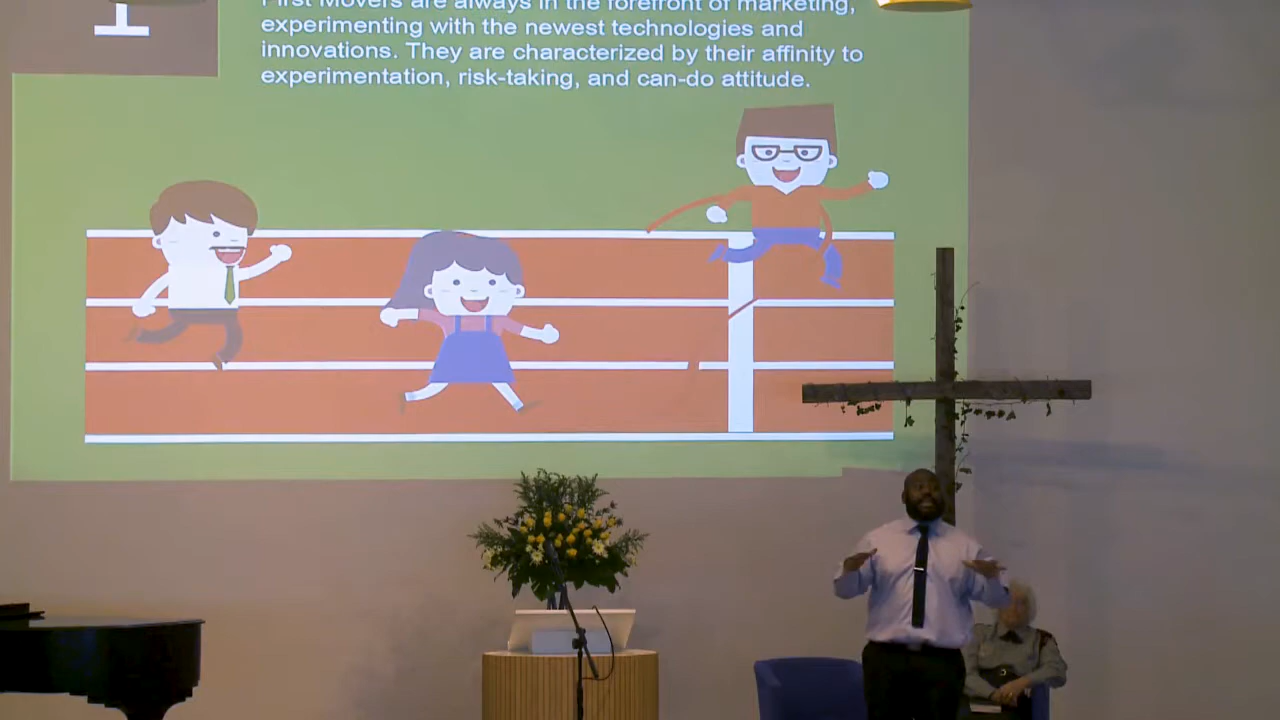 1
First Movers are always in the forefront of marketing,
experimenting with the newest technologies and
innovations. They are characterized by their affinity to
experimentation, risk-taking, and can-do attitude.